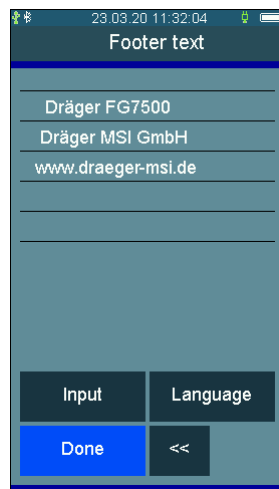 23.03.20 11:32:04
Footer text
Dräger FG7500
Dräger MSI GmbH
www.draeger-msi.de
Input Language
Done <<